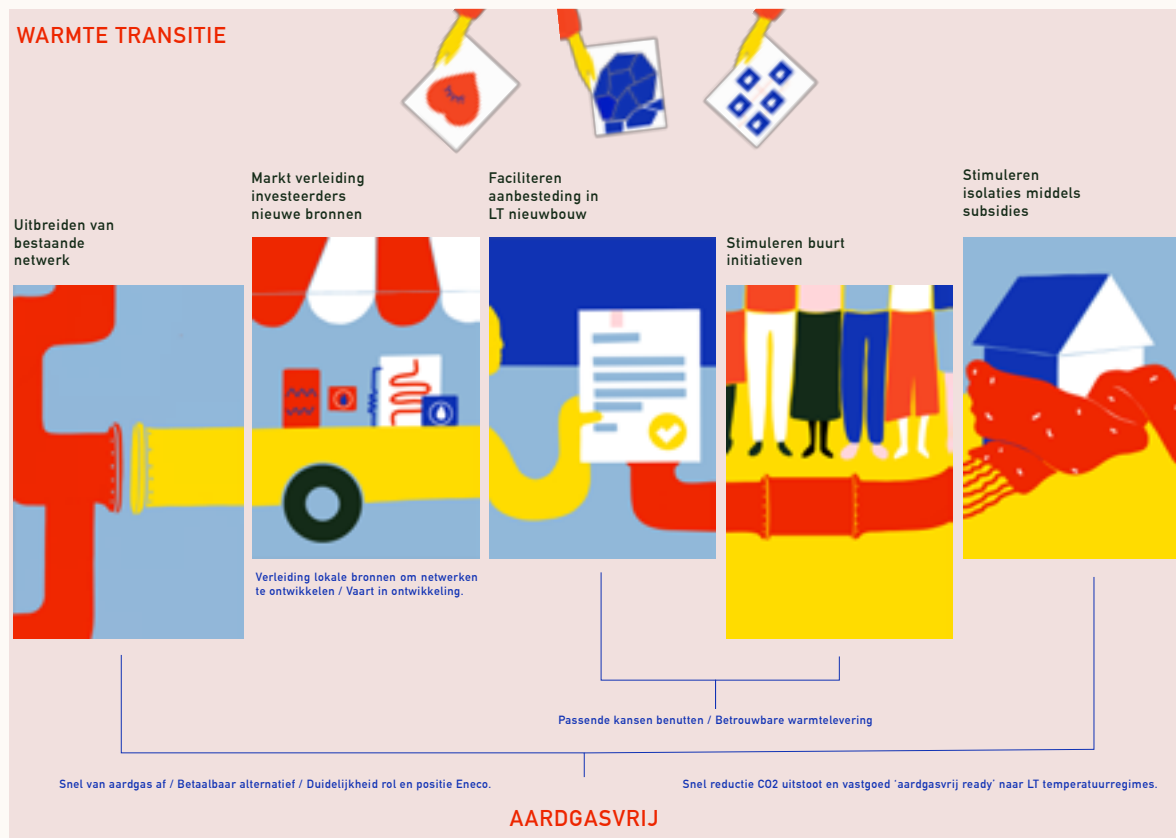 WARMTE TRANSITIE
Uitbreiden van
bestaande
netwerk
Markt verleiding
investeerders
nieuwe bronnen
Faciliteren
aanbesteding in
LT nieuwbouw
Stimuleren buurt
initiatieven
Stimuleren
isolaties middels
subsidies
Verleiding lokale bronnen om netwerken
te ontwikkelen / Vaart in ontwikkeling.
Passende kansen benutten / Betrouwbare warmtelevering
Snel van aardgas af / Betaalbaar alternatief / Duidelijkheid rol en positie Eneco.
Snel reductie CO2 uitstoot en vastgoed ‘aardgasvrij ready’ naar LT temperatuurregimes.
AARDGASVRIJ